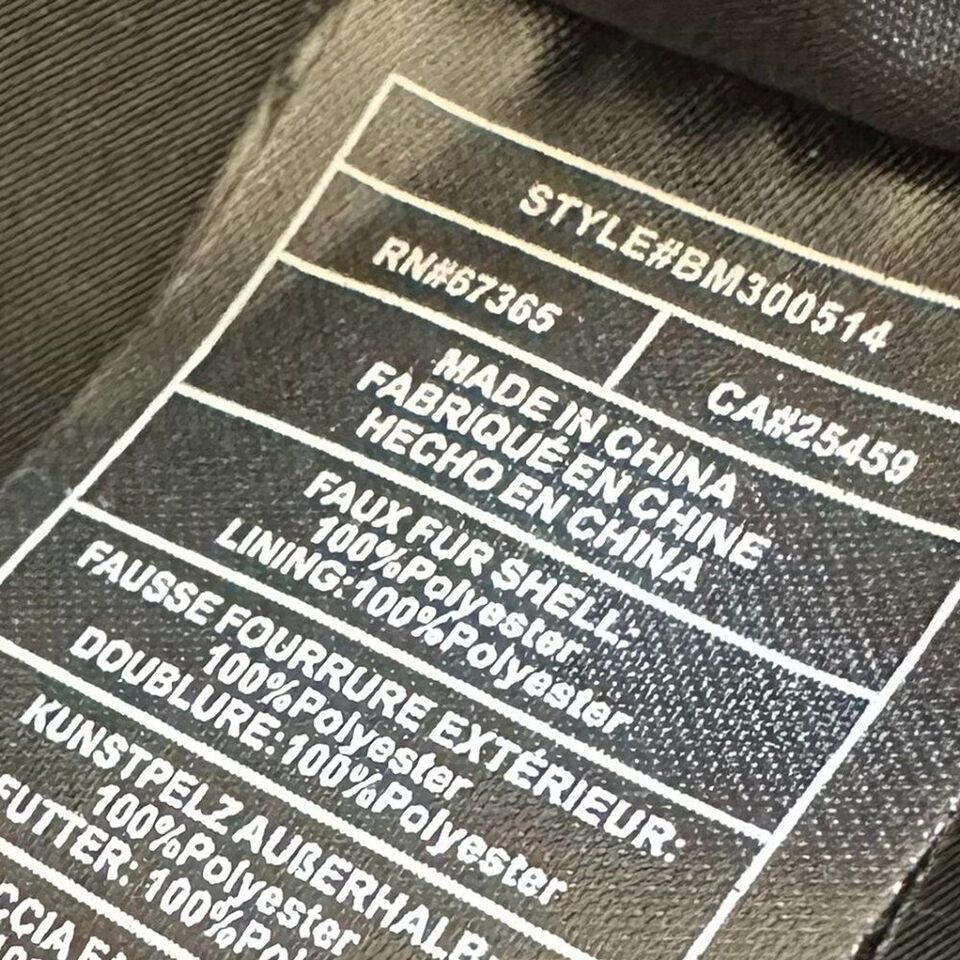 STYLE#BM300514
RN#67365
CA#25459
MADE IN CHINA
FABRIQUÉ EN CHINE
HECHO EN CHINA
FAUX FUR SHELL:
100%Polyester
LINING:100%Polyester
FAUSSE FOURRURE EXTÉRIEUR:
100%Polyester
DOUBLURE:100%Polyester
KUNSTPELZ AUßERHALB:
100%Polyester
FUTTER: 100%Po